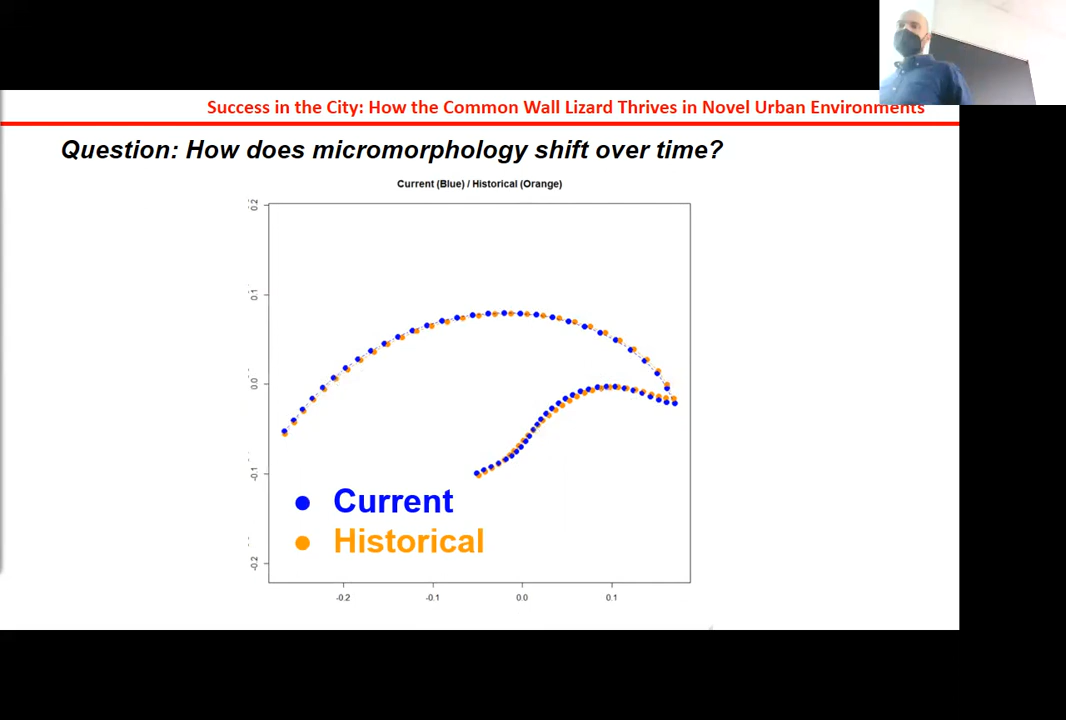 Success in the City: How the Common Wall Lizard Thrives in Novel Urban Environments
Question: How does micromorphology shift over time?
Current (Blue) / Historical (Orange)
0.2
0.1
0.0
-0.1
-0.2
Current
Historical
-0.2 -0.1 0.0 0.1